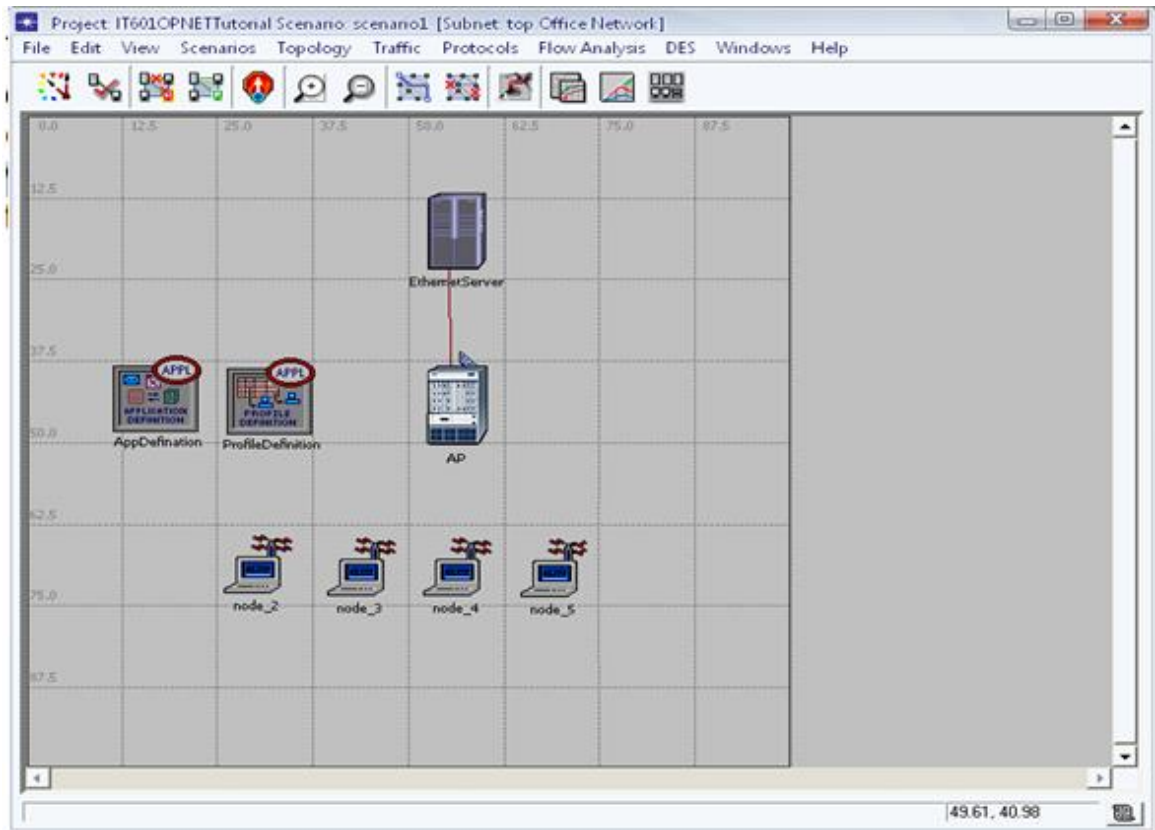 Project: IT601OPNETTutorial Scenario: scenario1 [Subnet: top.Office Network]
File Edit View Scenarios Topology Traffic Protocols Flow Analysis DES Windows Help
0.0 12.5 25.0 37.5 50.0 62.5 75.0 87.5
12.5
25.0
EthernetServer
37.5
APPL APPL
APPLICATION DEFINITION
PROFILE DEFINITION
50.0
AppDefination ProfileDefinition AP
62.5
75.0
node_2 node_3 node_4 node_5
87.5
49.61, 40.98